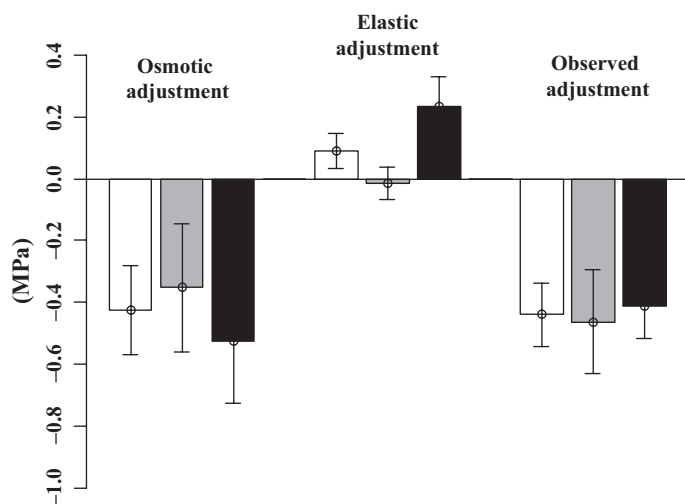 Elastic
adjustment
Osmotic
adjustment
Observed
adjustment
(MPa)
0.4
0.2
0.0
−0.2
−0.4
−0.6
−0.8
−1.0